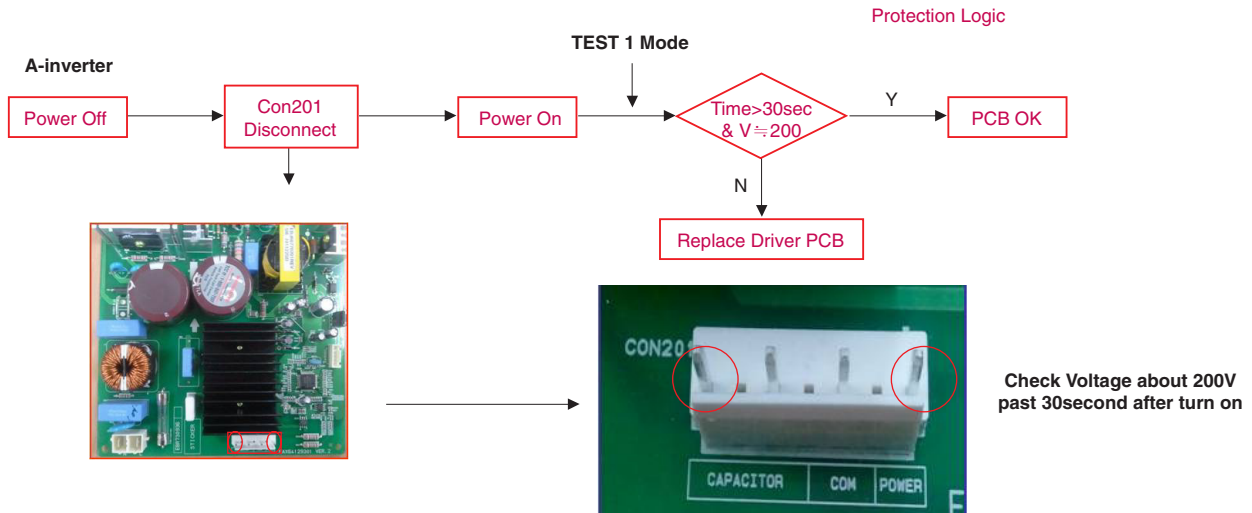 Protection Logic
TEST 1 Mode
A-inverter
Power Off
Con201
Disconnect
Power On
Time>30sec
& V≒200
Y
PCB OK
N
Replace Driver PCB
STICKER
CON20
CAPACITOR
COM
POWER
Check Voltage about 200V
past 30second after turn on